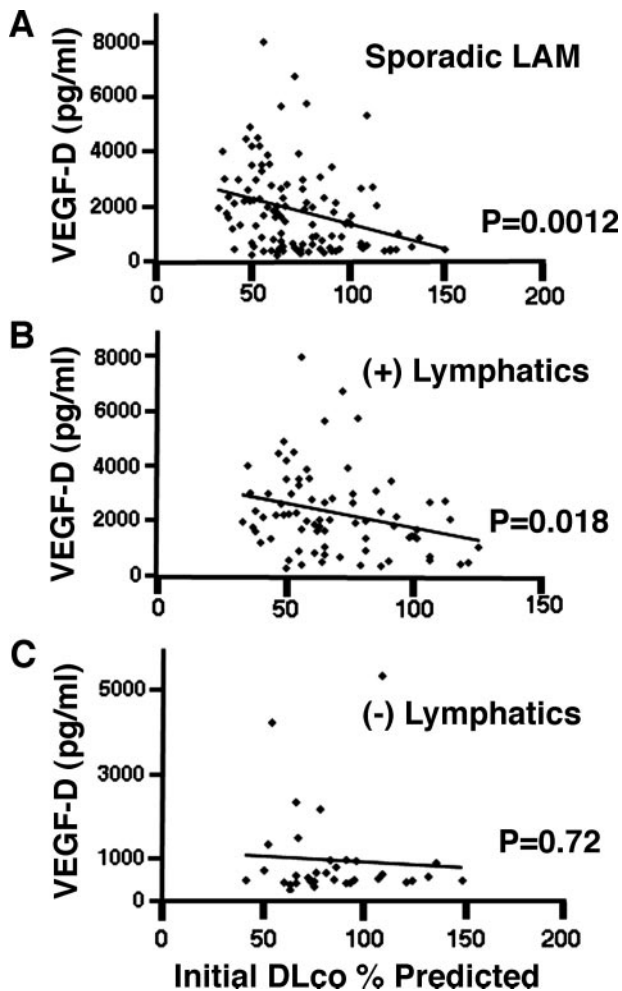 A
VEGF-D (pg/ml)
8000
6000
4000
2000
0
Sporadic LAM
P=0.0012
0 50 100 150 200
B
VEGF-D (pg/ml)
8000
6000
4000
2000
0
(+) Lymphatics
P=0.018
0 50 100 150
C
VEGF-D (pg/ml)
5000
3000
1000
0
(-) Lymphatics
P=0.72
0 50 100 150 200
Initial DLco % Predicted